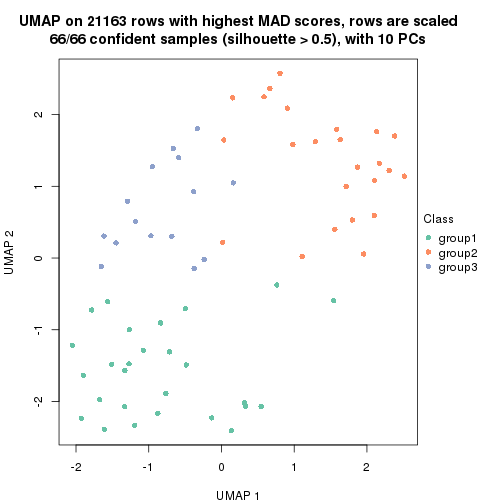 UMAP on 21163 rows with highest MAD scores, rows are scaled
66/66 confident samples (silhouette > 0.5), with 10 PCs
UMAP 2
2
1
0
-1
-2
-2
-1
0
1
2
UMAP 1
Class
group1
group2
group3